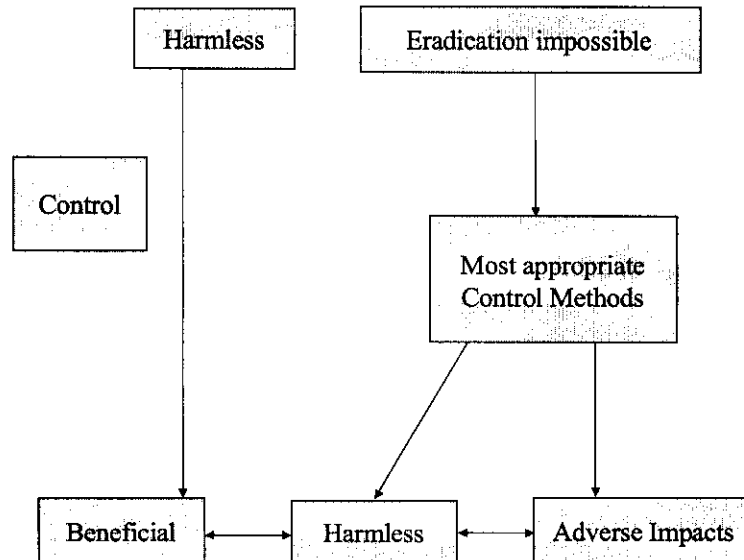 Harmless
Eradication impossible
Control
Most appropriate
Control Methods
Beneficial
Harmless
Adverse Impacts